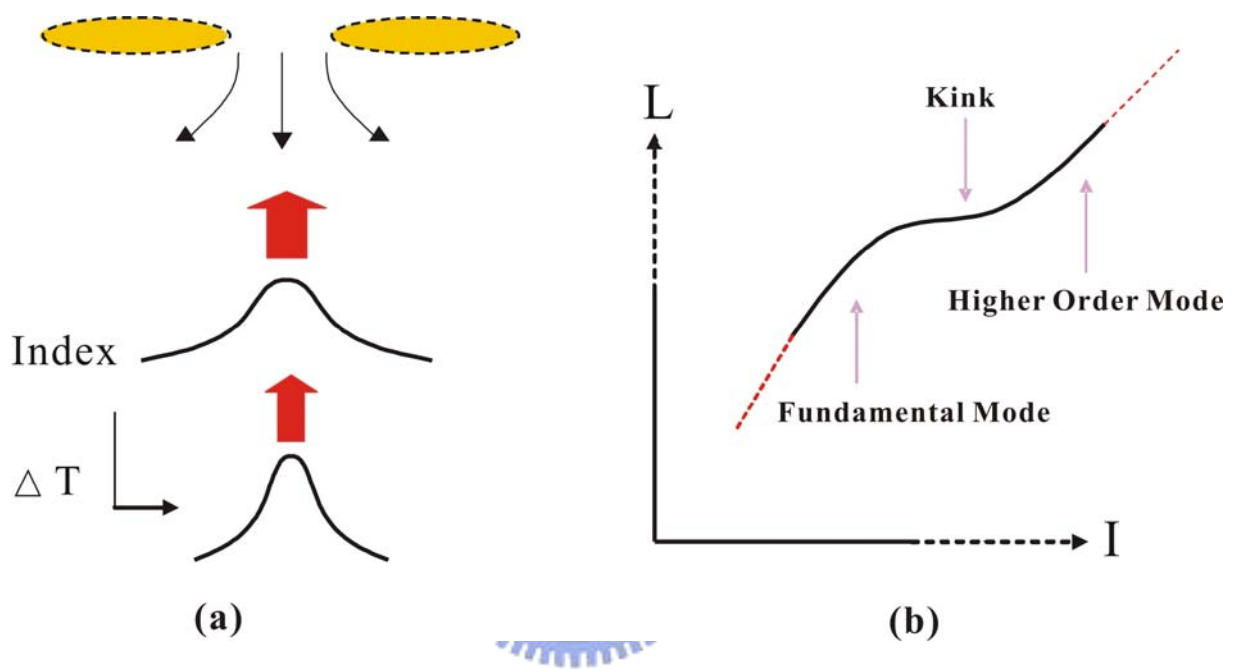 Index
△ T
(a)
L
Kink
Higher Order Mode
Fundamental Mode
I
(b)